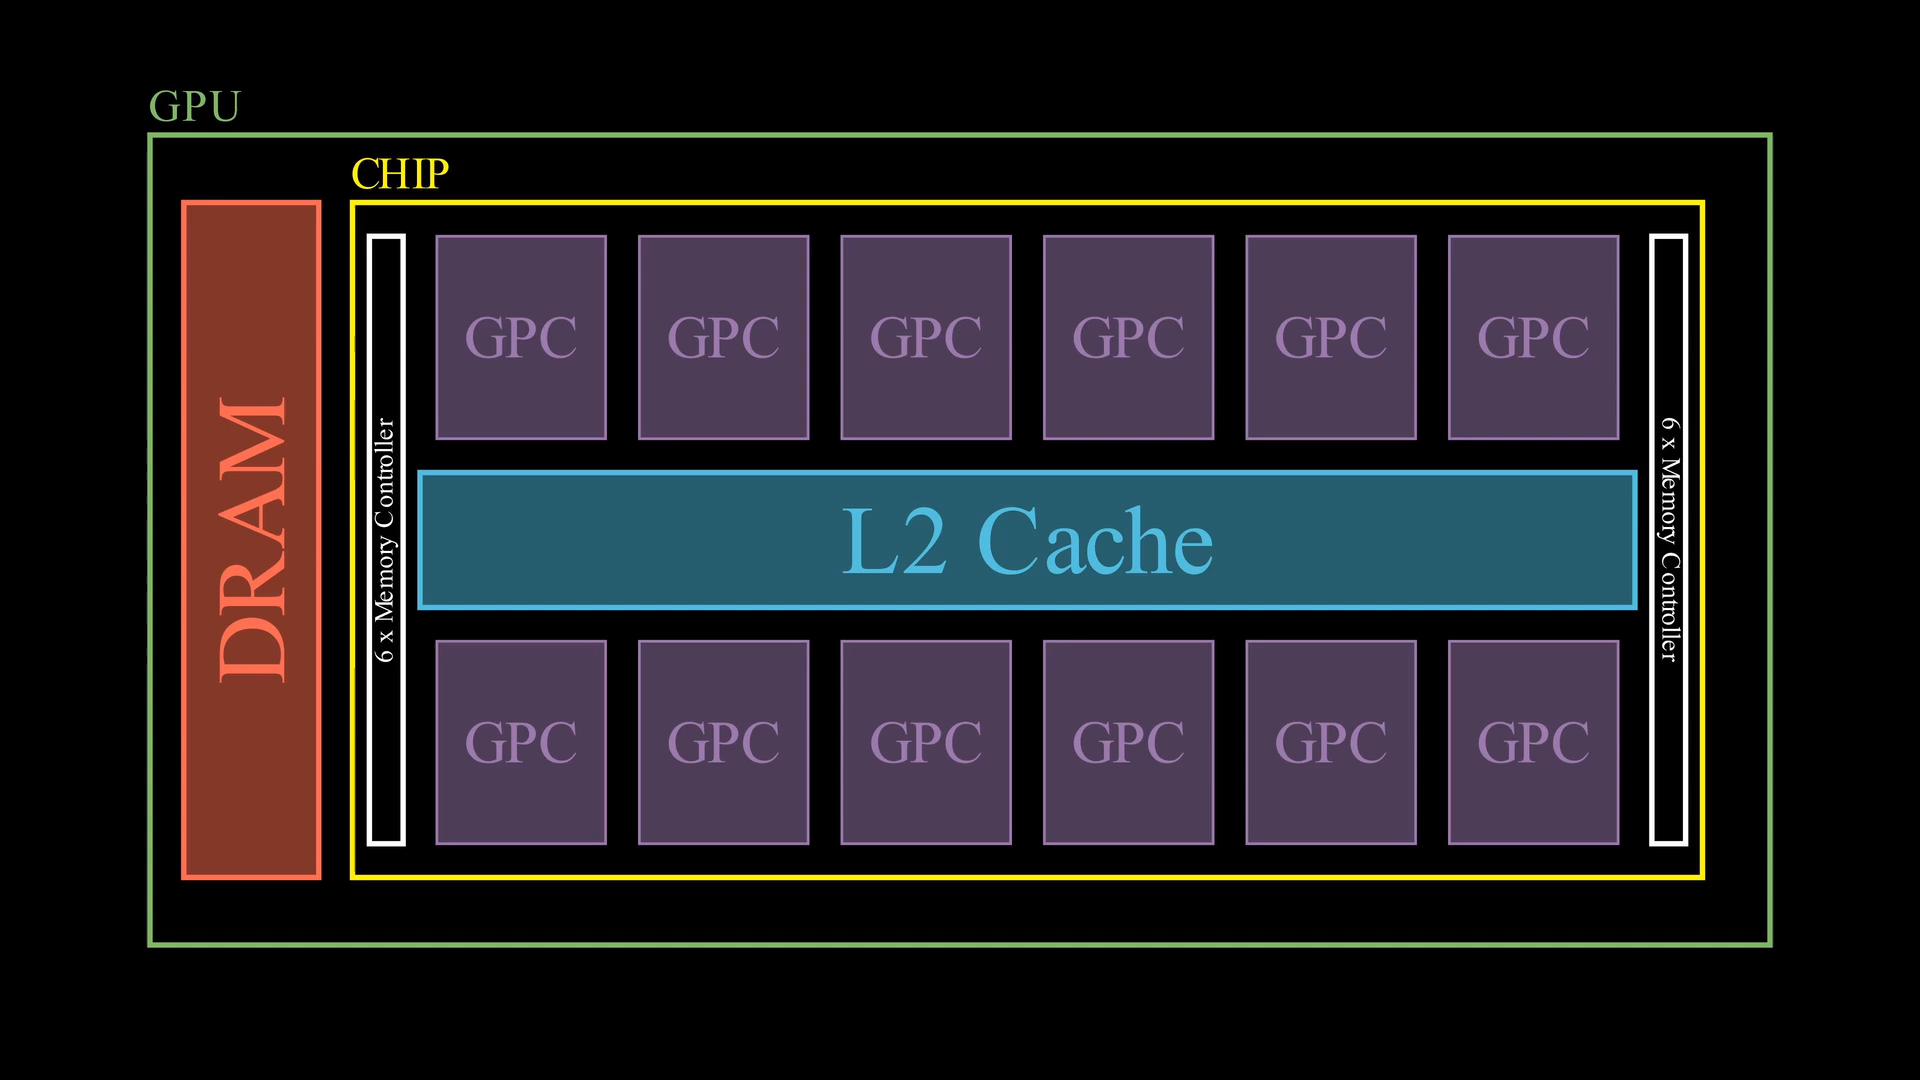 GPU
CHIP
DRAM
6 x Memory Controller
GPC GPC GPC GPC GPC GPC
L2 Cache
GPC GPC GPC GPC GPC GPC
6 x Memory Controller